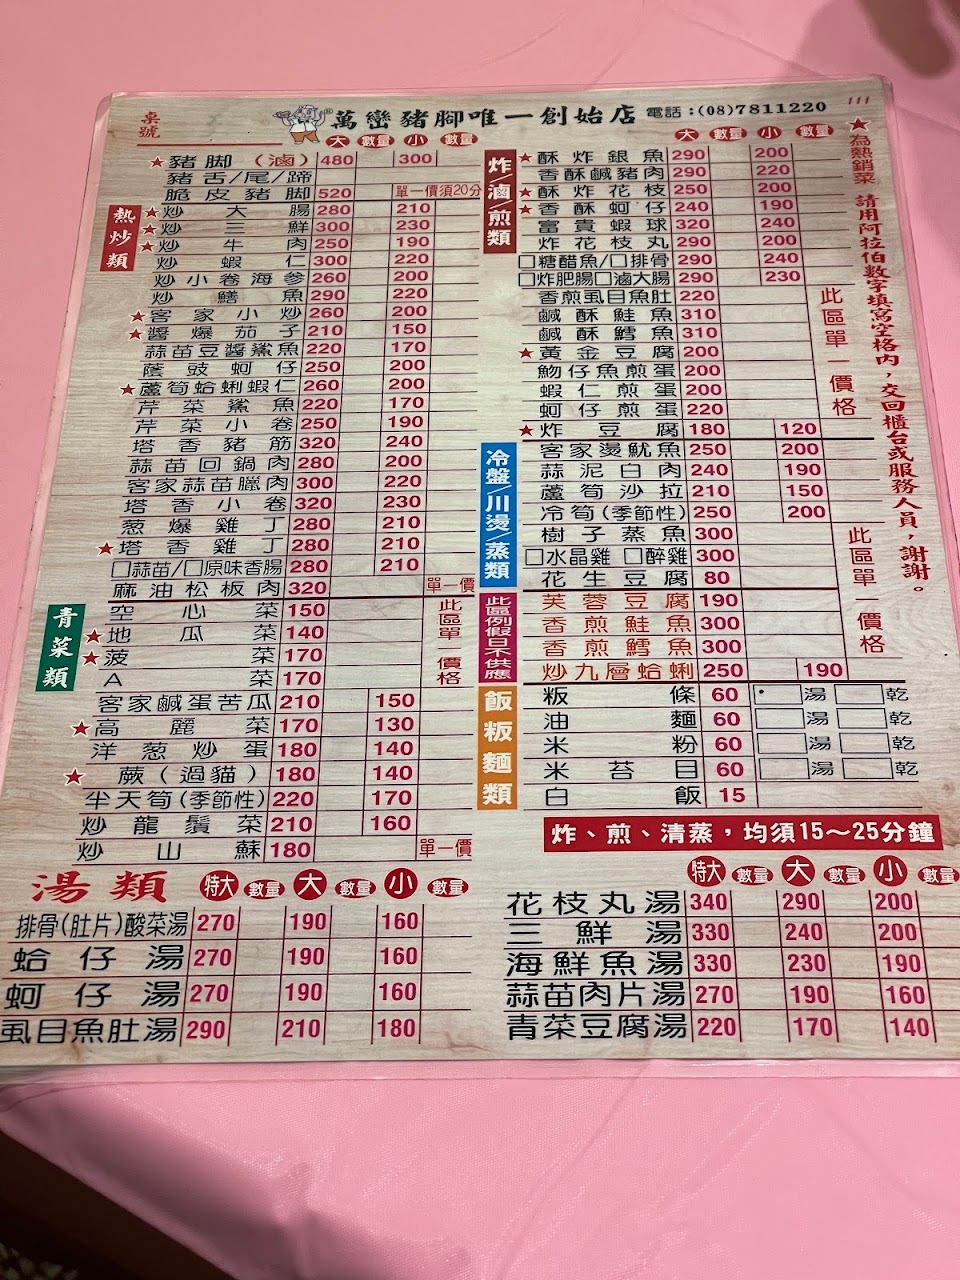 桌號
萬巒豬腳唯一創始店 電話:(08)7811220
大 數量 小 數量
★豬腳(滷) 480 300
豬舌/尾/蹄
脆皮豬腳 520 單一價須20分
熱炒類
★炒大腸 280 210
★炒三鮮 300 230
★炒牛肉 250 190
炒蝦仁 300 220
炒小卷海參 260 200
炒鱔魚 290 220
★客家小炒 260 200
★醬爆茄子 210 150
蒜苗豆醬鯊魚 220 170
蔭豉蚵仔 250 200
★蘆筍蛤蜊蝦仁 260 200
芹菜鯊魚 220 170
芹菜小卷 250 190
塔香豬筋 320 240
蒜苗回鍋肉 280 200
客家蒜苗臘肉 300 220
塔香小卷 320 230
葱爆雞丁 280 210
★塔香雞丁 280 210
□蒜苗/□原味香腸 280 210
麻油松板肉 320 單一價
青菜類
空心菜 150
★地瓜菜 140
★菠菜 170
A菜 170
此區單一價格
客家鹹蛋苦瓜 210 150
★高麗菜 170 130
洋葱炒蛋 180 140
★蕨(過貓) 180 140
半天筍(季節性) 220 170
炒龍鬚菜 210 160
炒山蘇 180 單一價
大 數量 小 數量
炸/滷/煎類
★酥炸銀魚 290 200
香酥鹹豬肉 290 220
★酥炸花枝 250 200
★香酥蚵仔 240 190
富貴蝦球 320 240
炸花枝丸 290 200
□糖醋魚/□排骨 290 240
□炸肥腸□滷大腸 290 230
香煎虱目魚肚 220
鹹酥鮭魚 310
鹹酥鱈魚 310
★黃金豆腐 200
魩仔魚煎蛋 200
蝦仁煎蛋 200
蚵仔煎蛋 220
此區單一價格
★炸豆腐 180 120
冷盤/川燙/蒸類
客家燙魷魚 250 200
蒜泥白肉 240 190
蘆筍沙拉 210 150
冷筍(季節性) 250 200
樹子蒸魚 300
□水晶雞 □醉雞 300
花生豆腐 80
此區例假日不供應
芙蓉豆腐 190
香煎鮭魚 300
香煎鱈魚 300
此區單一價格
炒九層蛤蜊 250 190
飯粄麵類
粄條 60 □湯 □乾
油麵 60 □湯 □乾
米粉 60 □湯 □乾
米苔目 60 □湯 □乾
白飯 15
炸、煎、清蒸,均須15~25分鐘
★為熱銷菜 請用阿拉伯數字填寫空格內,交回櫃台或服務人員,謝謝。
湯類 特大 數量 大 數量 小 數量
排骨(肚片)酸菜湯 270 190 160
蛤仔湯 270 190 160
蚵仔湯 270 190 160
虱目魚肚湯 290 210 180
特大 數量 大 數量 小 數量
花枝丸湯 340 290 200
三鮮湯 330 240 200
海鮮魚湯 330 230 190
蒜苗肉片湯 270 190 160
青菜豆腐湯 220 170 140